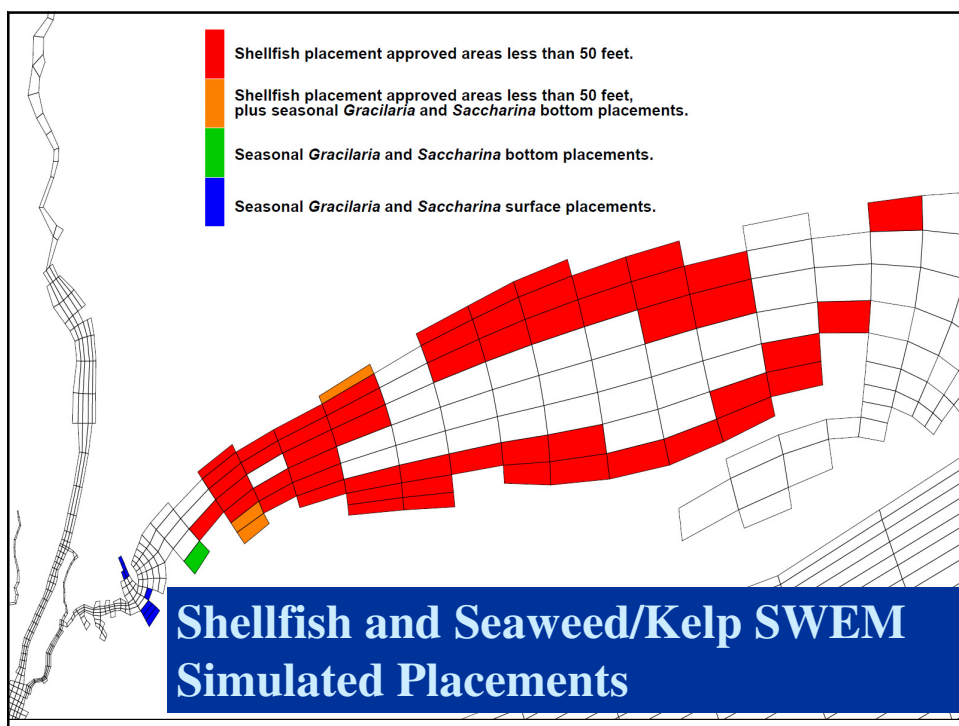 Shellfish placement approved areas less than 50 feet.
Shellfish placement approved areas less than 50 feet,
plus seasonal Gracilaria and Saccharina bottom placements.
Seasonal Gracilaria and Saccharina bottom placements.
Seasonal Gracilaria and Saccharina surface placements.
Shellfish and Seaweed/Kelp SWEM
Simulated Placements